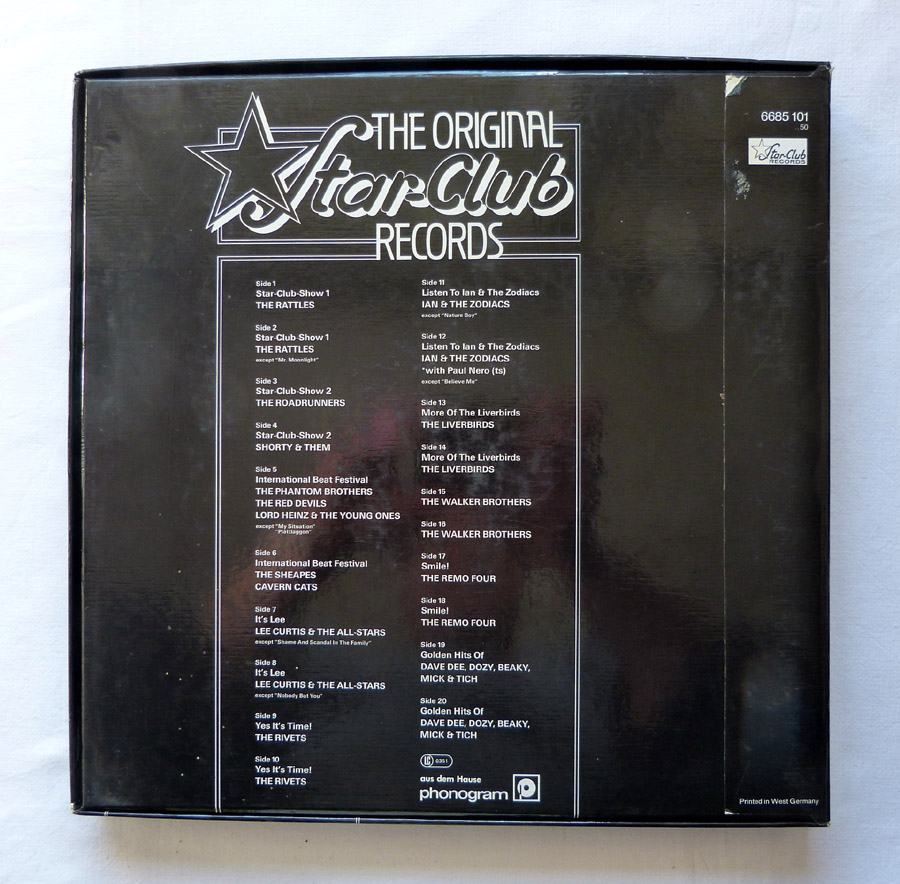 THE ORIGINAL
Star-Club
RECORDS
6685 101
50
Star-Club
RECORDS
Side 1
Star-Club-Show 1
THE RATTLES
Side 2
Star-Club-Show 1
THE RATTLES
except "Mr. Moonlight"
Side 3
Star-Club-Show 2
THE ROADRUNNERS
Side 4
Star-Club-Show 2
SHORTY & THEM
Side 5
International Beat Festival
THE PHANTOM BROTHERS
THE RED DEVILS
LORD HEINZ & THE YOUNG ONES
except "My Situation"
Side 6
International Beat Festival
THE SHEAPES
CAVERN CATS
Side 7
It's Lee
LEE CURTIS & THE ALL-STARS
except "Shame And Scandal In The Family"
Side 8
It's Lee
LEE CURTIS & THE ALL-STARS
except "Nobody But You"
Side 9
Yes It's Time!
THE RIVETS
Side 10
Yes It's Time!
THE RIVETS
Side 11
Listen To Ian & The Zodiacs
IAN & THE ZODIACS
except "Nature Boy"
Side 12
Listen To Ian & The Zodiacs
IAN & THE ZODIACS
*with Paul Nero (ts)
except "Believe Me"
Side 13
More Of The Liverbirds
THE LIVERBIRDS
Side 14
More Of The Liverbirds
THE LIVERBIRDS
Side 15
THE WALKER BROTHERS
Side 16
THE WALKER BROTHERS
Side 17
Smile!
THE REMO FOUR
Side 18
Smile!
THE REMO FOUR
Side 19
Golden Hits Of
DAVE DEE, DOZY, BEAKY,
MICK & TICH
Side 20
Golden Hits Of
DAVE DEE, DOZY, BEAKY,
MICK & TICH
LC 0351
aus dem Hause
phonogram
Printed in West Germany